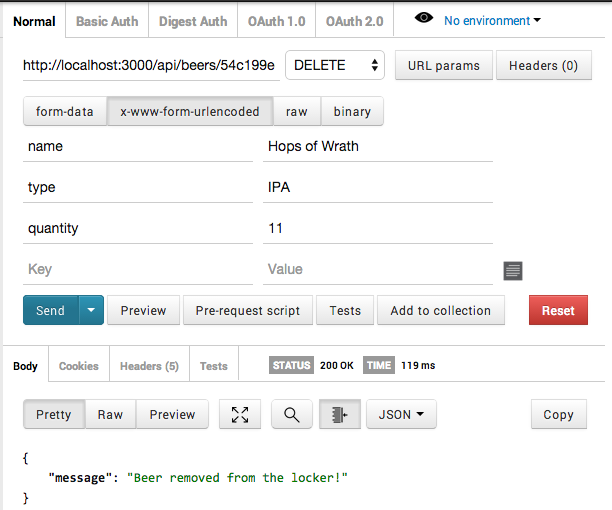 Normal Basic Auth Digest Auth OAuth 1.0 OAuth 2.0 No environment
http://localhost:3000/api/beers/54c199e DELETE URL params Headers (0)
form-data x-www-form-urlencoded raw binary
name Hops of Wrath
type IPA
quantity 11
Key Value
Send Preview Pre-request script Tests Add to collection Reset
Body Cookies Headers (5) Tests STATUS 200 OK TIME 119 ms
Pretty Raw Preview JSON Copy
{
"message": "Beer removed from the locker!"
}